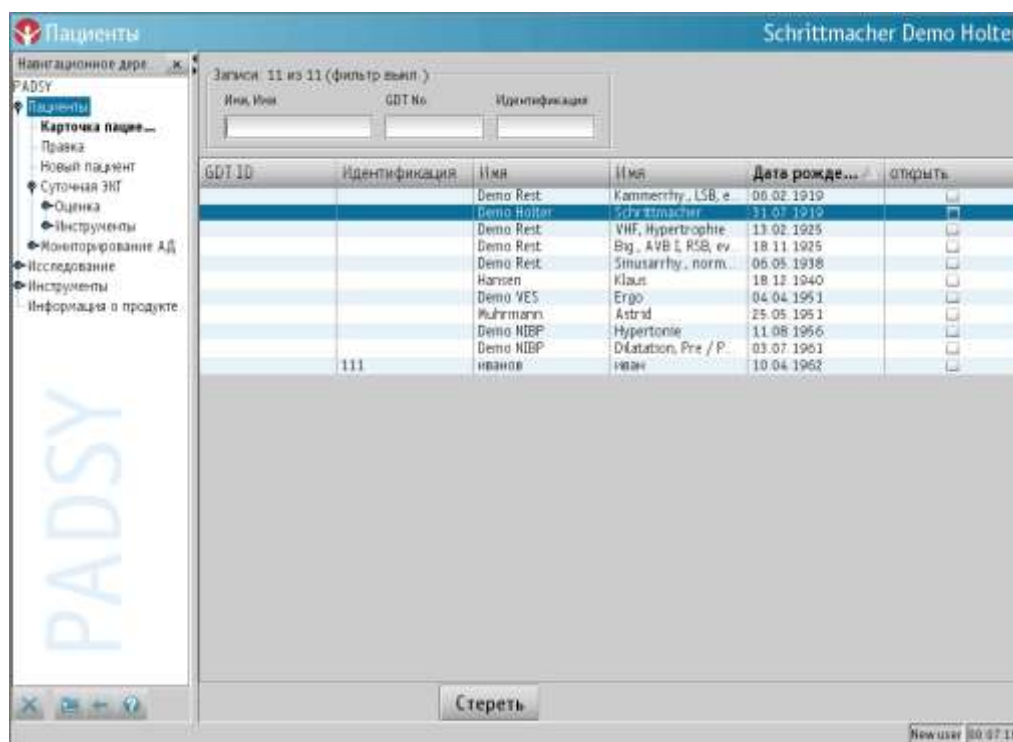 Пациенты Schrittmacher Demo Holter
Навигационное дере
PADSY
Пациенты
Карточка пацие...
Правка
Новый пациент
Суточная ЭКГ
Оценка
Инструменты
Мониторирование АД
Исследование
Инструменты
Информация о продукте
Записи: 11 из 11 (фильтр выкл.)
Имя, Имя GDT No Идентификация
GDT ID Идентификация Имя Имя Дата рожде... открыть
Demo Rest Kammerrhy., LSB, e... 06.02.1919
Demo Holter Schrittmacher 31.07.1919
Demo Rest VHF, Hypertrophie 13.02.1925
Demo Rest Big., AVB I, RSB, ev... 18.11.1925
Demo Rest Sinusarrhy., norm... 06.05.1938
Hansen Klaus 18.12.1940
Demo VES Ergo 04.04.1951
Muhrmann Astrid 25.05.1951
Demo NIBP Hypertonie 11.08.1956
Demo NIBP Dilatation, Pre / P... 03.07.1961
111 иванов иван 10.04.1962
PADSY
Стереть
New user 00:07:1